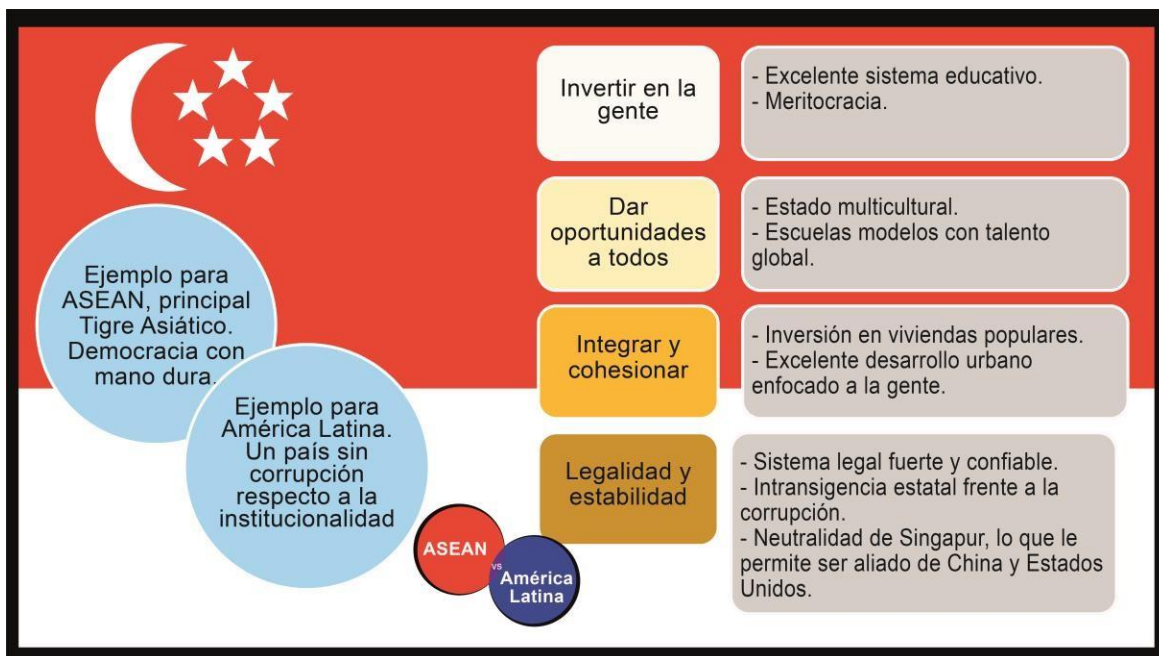 Ejemplo para
ASEAN, principal
Tigre Asiático.
Democracia con
mano dura.
Ejemplo para
América Latina.
Un país sin
corrupción
respecto a la
institucionalidad
ASEAN
vs
América
Latina
Invertir en la
gente
- Excelente sistema educativo.
- Meritocracia.
Dar
oportunidades
a todos
- Estado multicultural.
- Escuelas modelos con talento
global.
Integrar y
cohesionar
- Inversión en viviendas populares.
- Excelente desarrollo urbano
enfocado a la gente.
Legalidad y
estabilidad
- Sistema legal fuerte y confiable.
- Intransigencia estatal frente a la
corrupción.
- Neutralidad de Singapur, lo que le
permite ser aliado de China y Estados
Unidos.